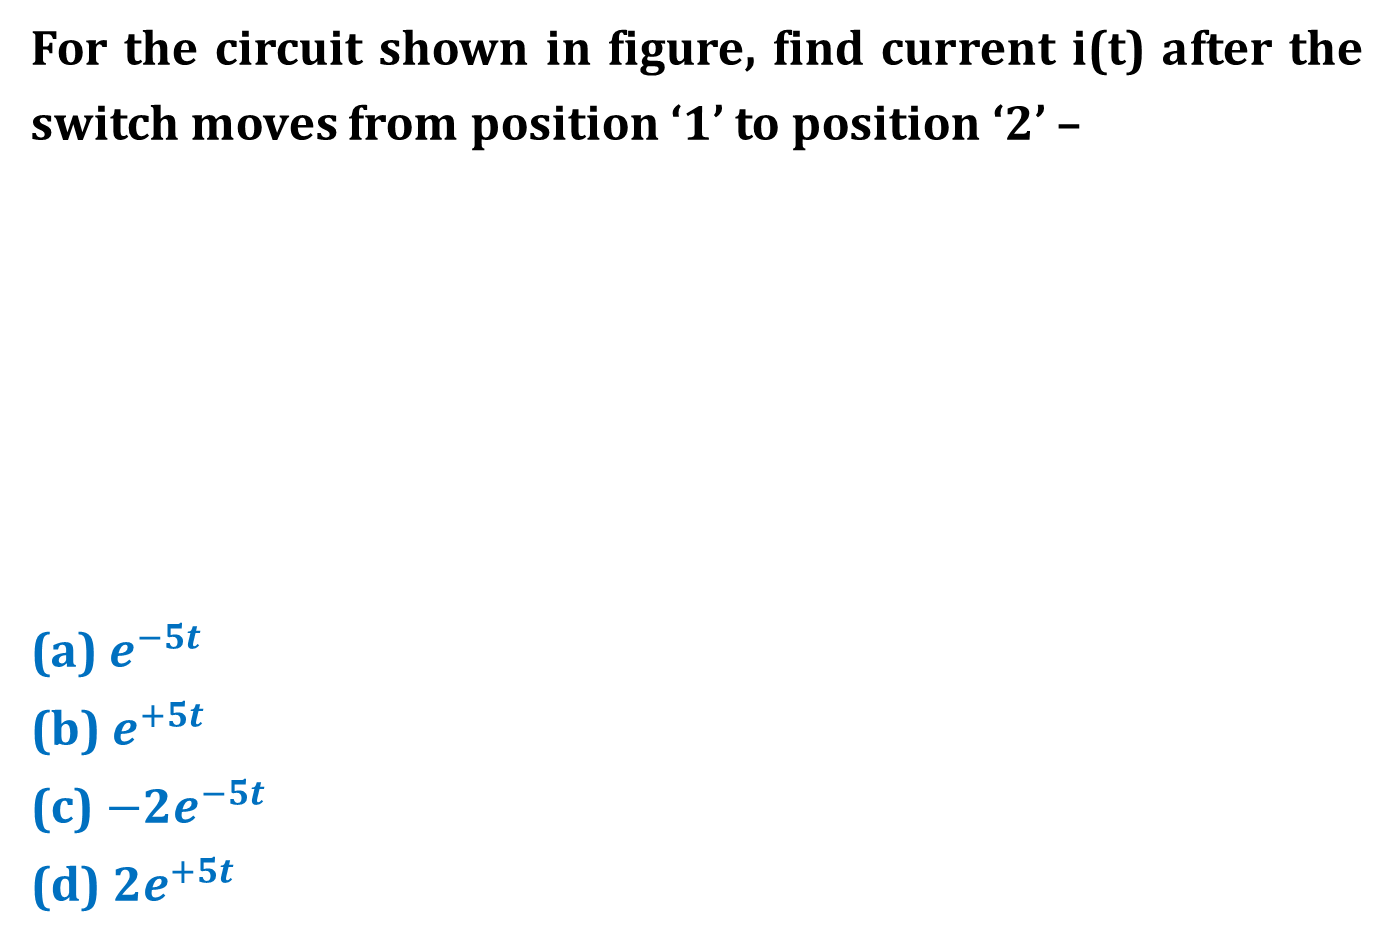 For the circuit shown in figure, find current i(t) after the
switch moves from position ‘1’ to position ‘2’ –
(a) $e^{-5t}$
(b) $e^{+5t}$
(c) $-2e^{-5t}$
(d) $2e^{+5t}$